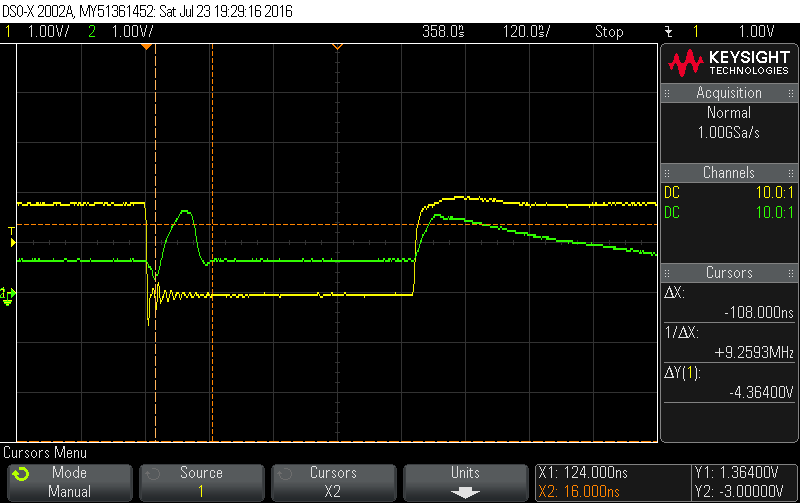 DSO-X 2002A, MY51361452: Sat Jul 23 19:29:16 2016
1 1.00V/ 2 1.00V/ 358.0ns 120.0ns/ Stop 1 1.00V
KEYSIGHT
TECHNOLOGIES
Acquisition
Normal
1.00GSa/s
Channels
DC 10.0:1
DC 10.0:1
Cursors
ΔX:
-108.000ns
1/ΔX:
+9.2593MHz
ΔY(1):
-4.36400V
T
Cursors Menu
Mode
Manual
Source
1
Cursors
X2
Units
X1: 124.000ns
X2: 16.000ns
Y1: 1.36400V
Y2: -3.00000V